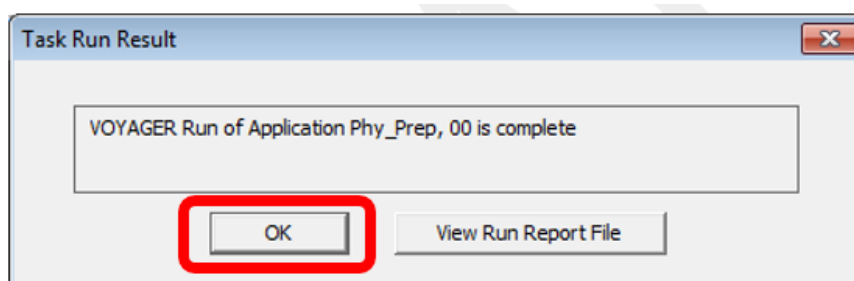 Task Run Result
VOYAGER Run of Application Phy_Prep, 00 is complete
OK
View Run Report File